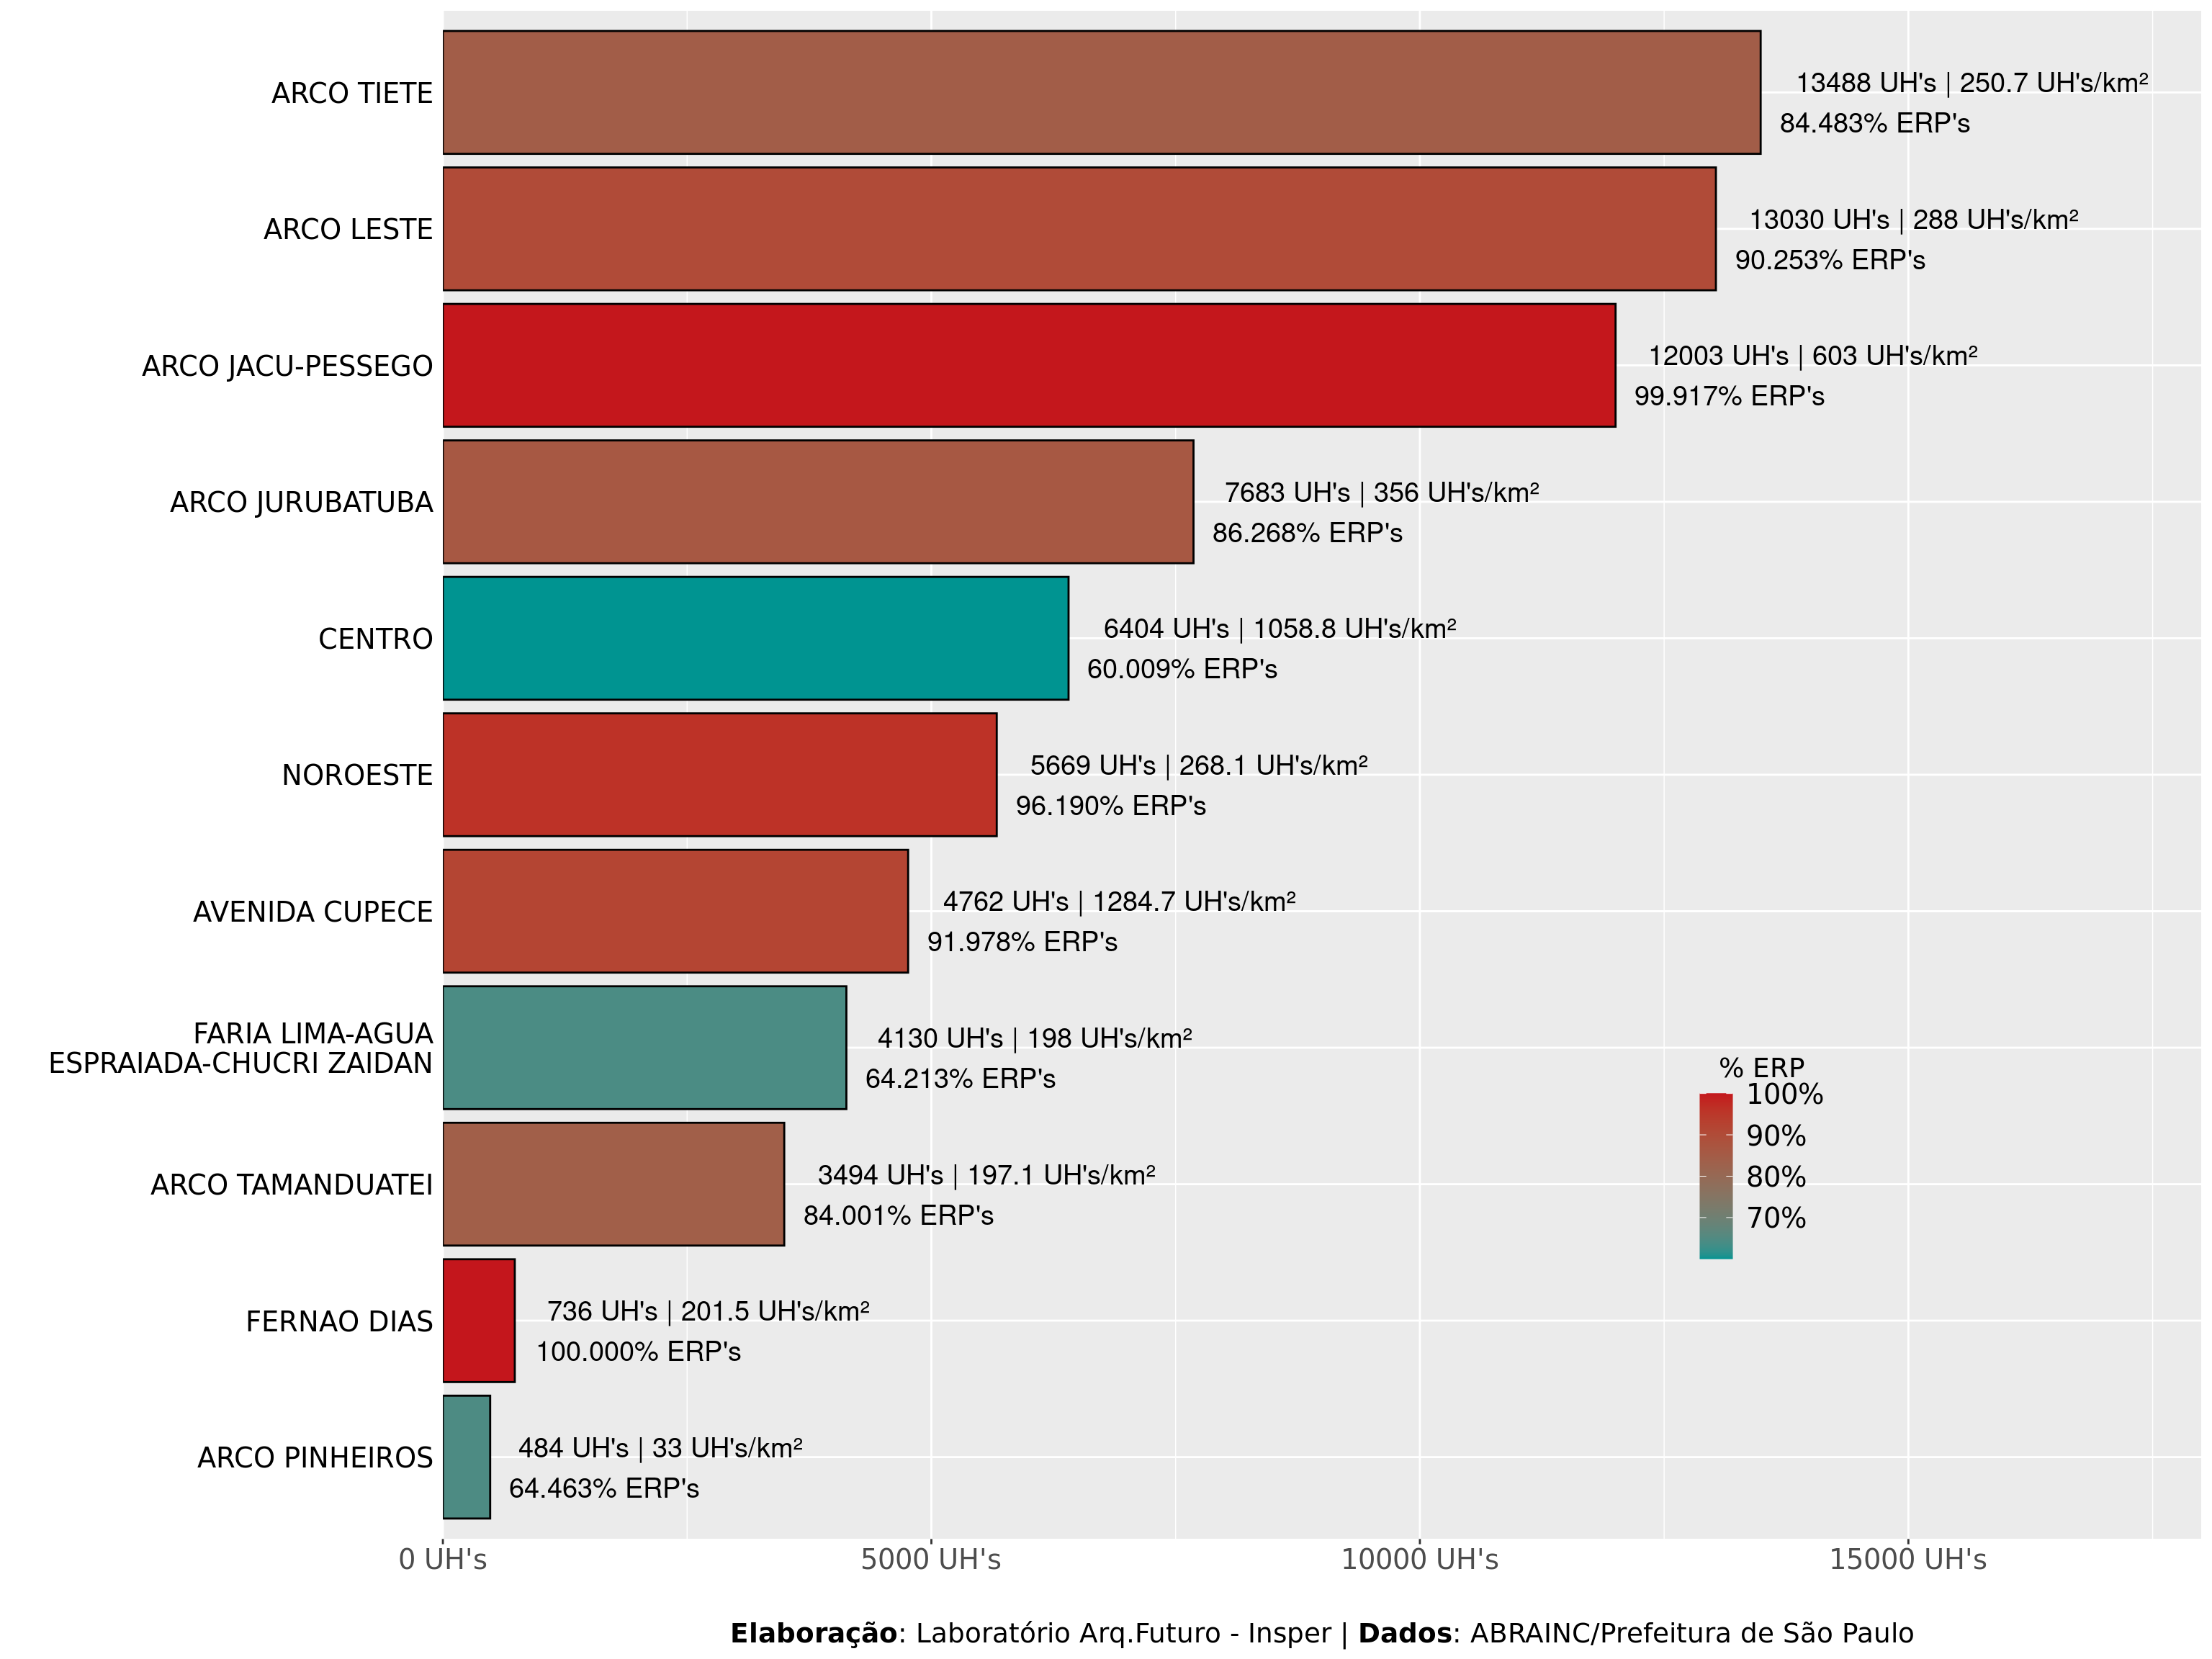 ARCO TIETE
13488 UH's | 250.7 UH's/km²
84.483% ERP's
ARCO LESTE
13030 UH's | 288 UH's/km²
90.253% ERP's
ARCO JACU-PESSEGO
12003 UH's | 603 UH's/km²
99.917% ERP's
ARCO JURUBATUBA
7683 UH's | 356 UH's/km²
86.268% ERP's
CENTRO
6404 UH's | 1058.8 UH's/km²
60.009% ERP's
NOROESTE
5669 UH's | 268.1 UH's/km²
96.190% ERP's
AVENIDA CUPECE
4762 UH's | 1284.7 UH's/km²
91.978% ERP's
FARIA LIMA-AGUA
ESPRAIADA-CHUCRI ZAIDAN
4130 UH's | 198 UH's/km²
64.213% ERP's
ARCO TAMANDUATEI
3494 UH's | 197.1 UH's/km²
84.001% ERP's
FERNAO DIAS
736 UH's | 201.5 UH's/km²
100.000% ERP's
ARCO PINHEIROS
484 UH's | 33 UH's/km²
64.463% ERP's
% ERP
100%
90%
80%
70%
0 UH's
5000 UH's
10000 UH's
15000 UH's
Elaboração: Laboratório Arq.Futuro - Insper | Dados: ABRAINC/Prefeitura de São Paulo